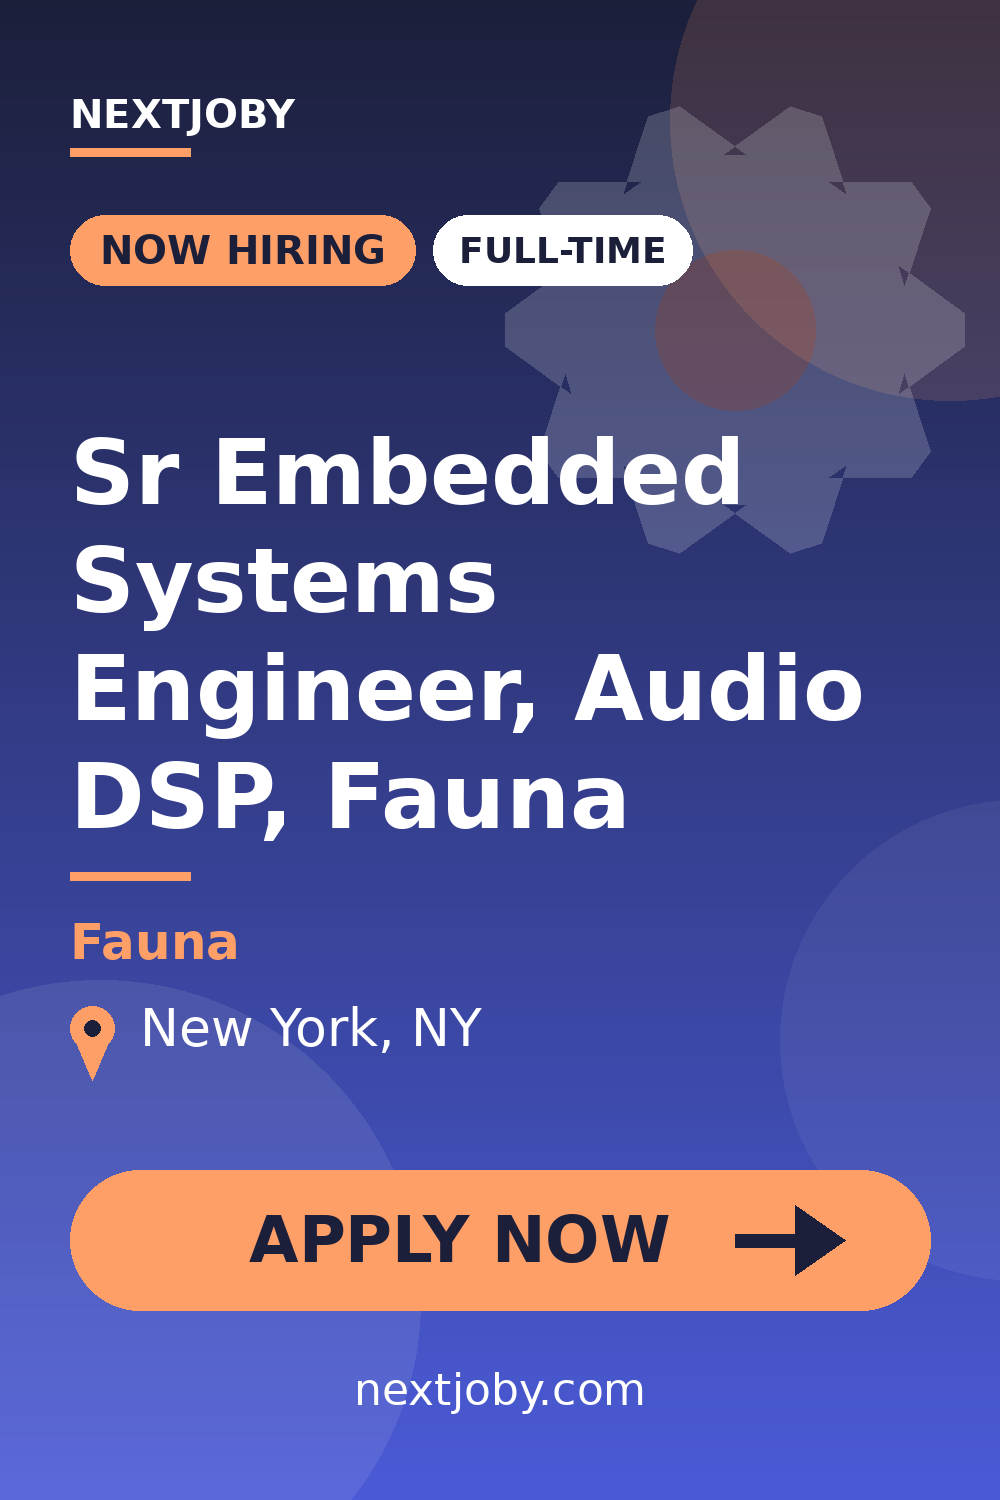 NEXTJOBY
NOW HIRING
FULL-TIME
Sr Embedded
Systems
Engineer, Audio
DSP, Fauna
Fauna
New York, NY
APPLY NOW
nextjoby.com